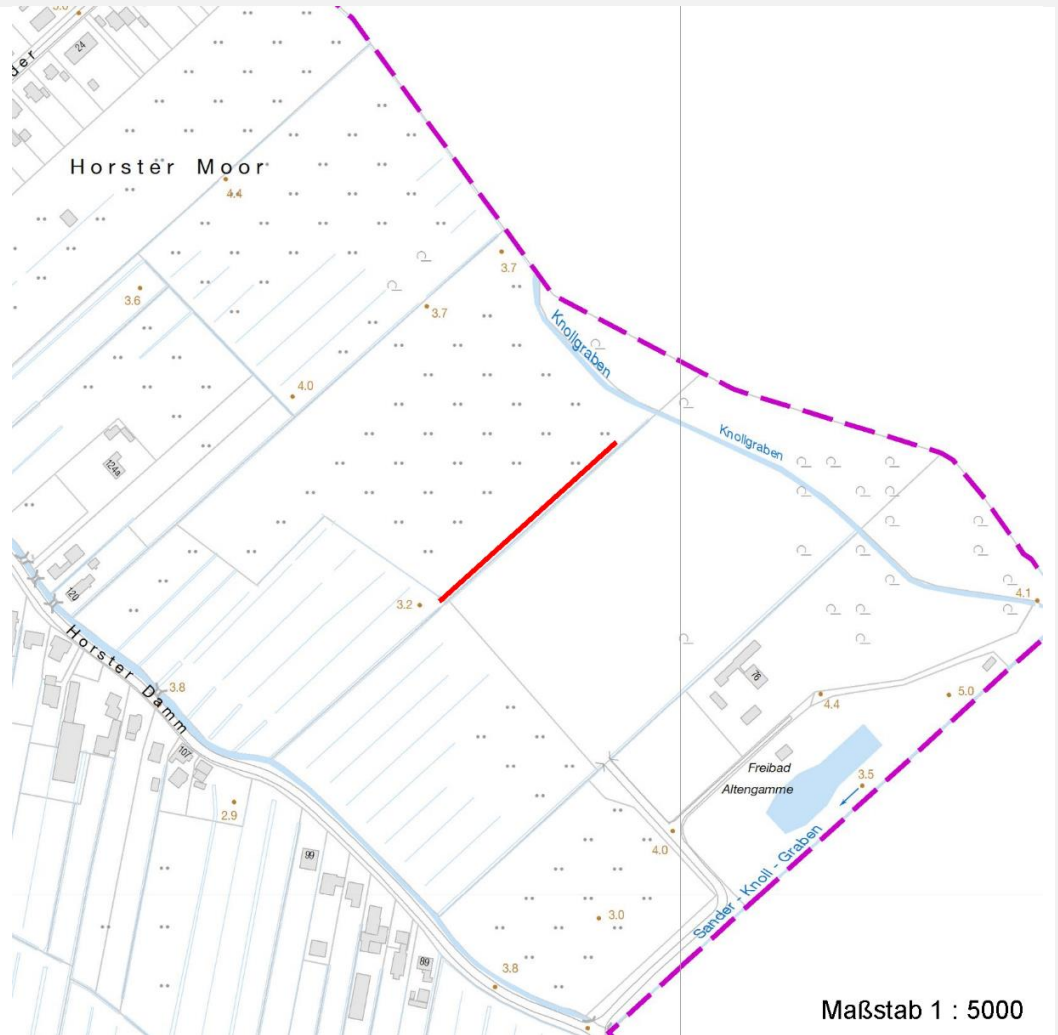 24
der
Horster Moor
4.4
3.7
3.6
3.7
Knollgraben
4.0
Knollgraben
124a
120
3.2
4.1
Horster Damm
3.8
76
5.0
4.4
107
Freibad
Altengamme
3.5
2.9
4.0
Sander - Knoll - Graben
99
3.0
89
3.8
Maßstab 1 : 5000